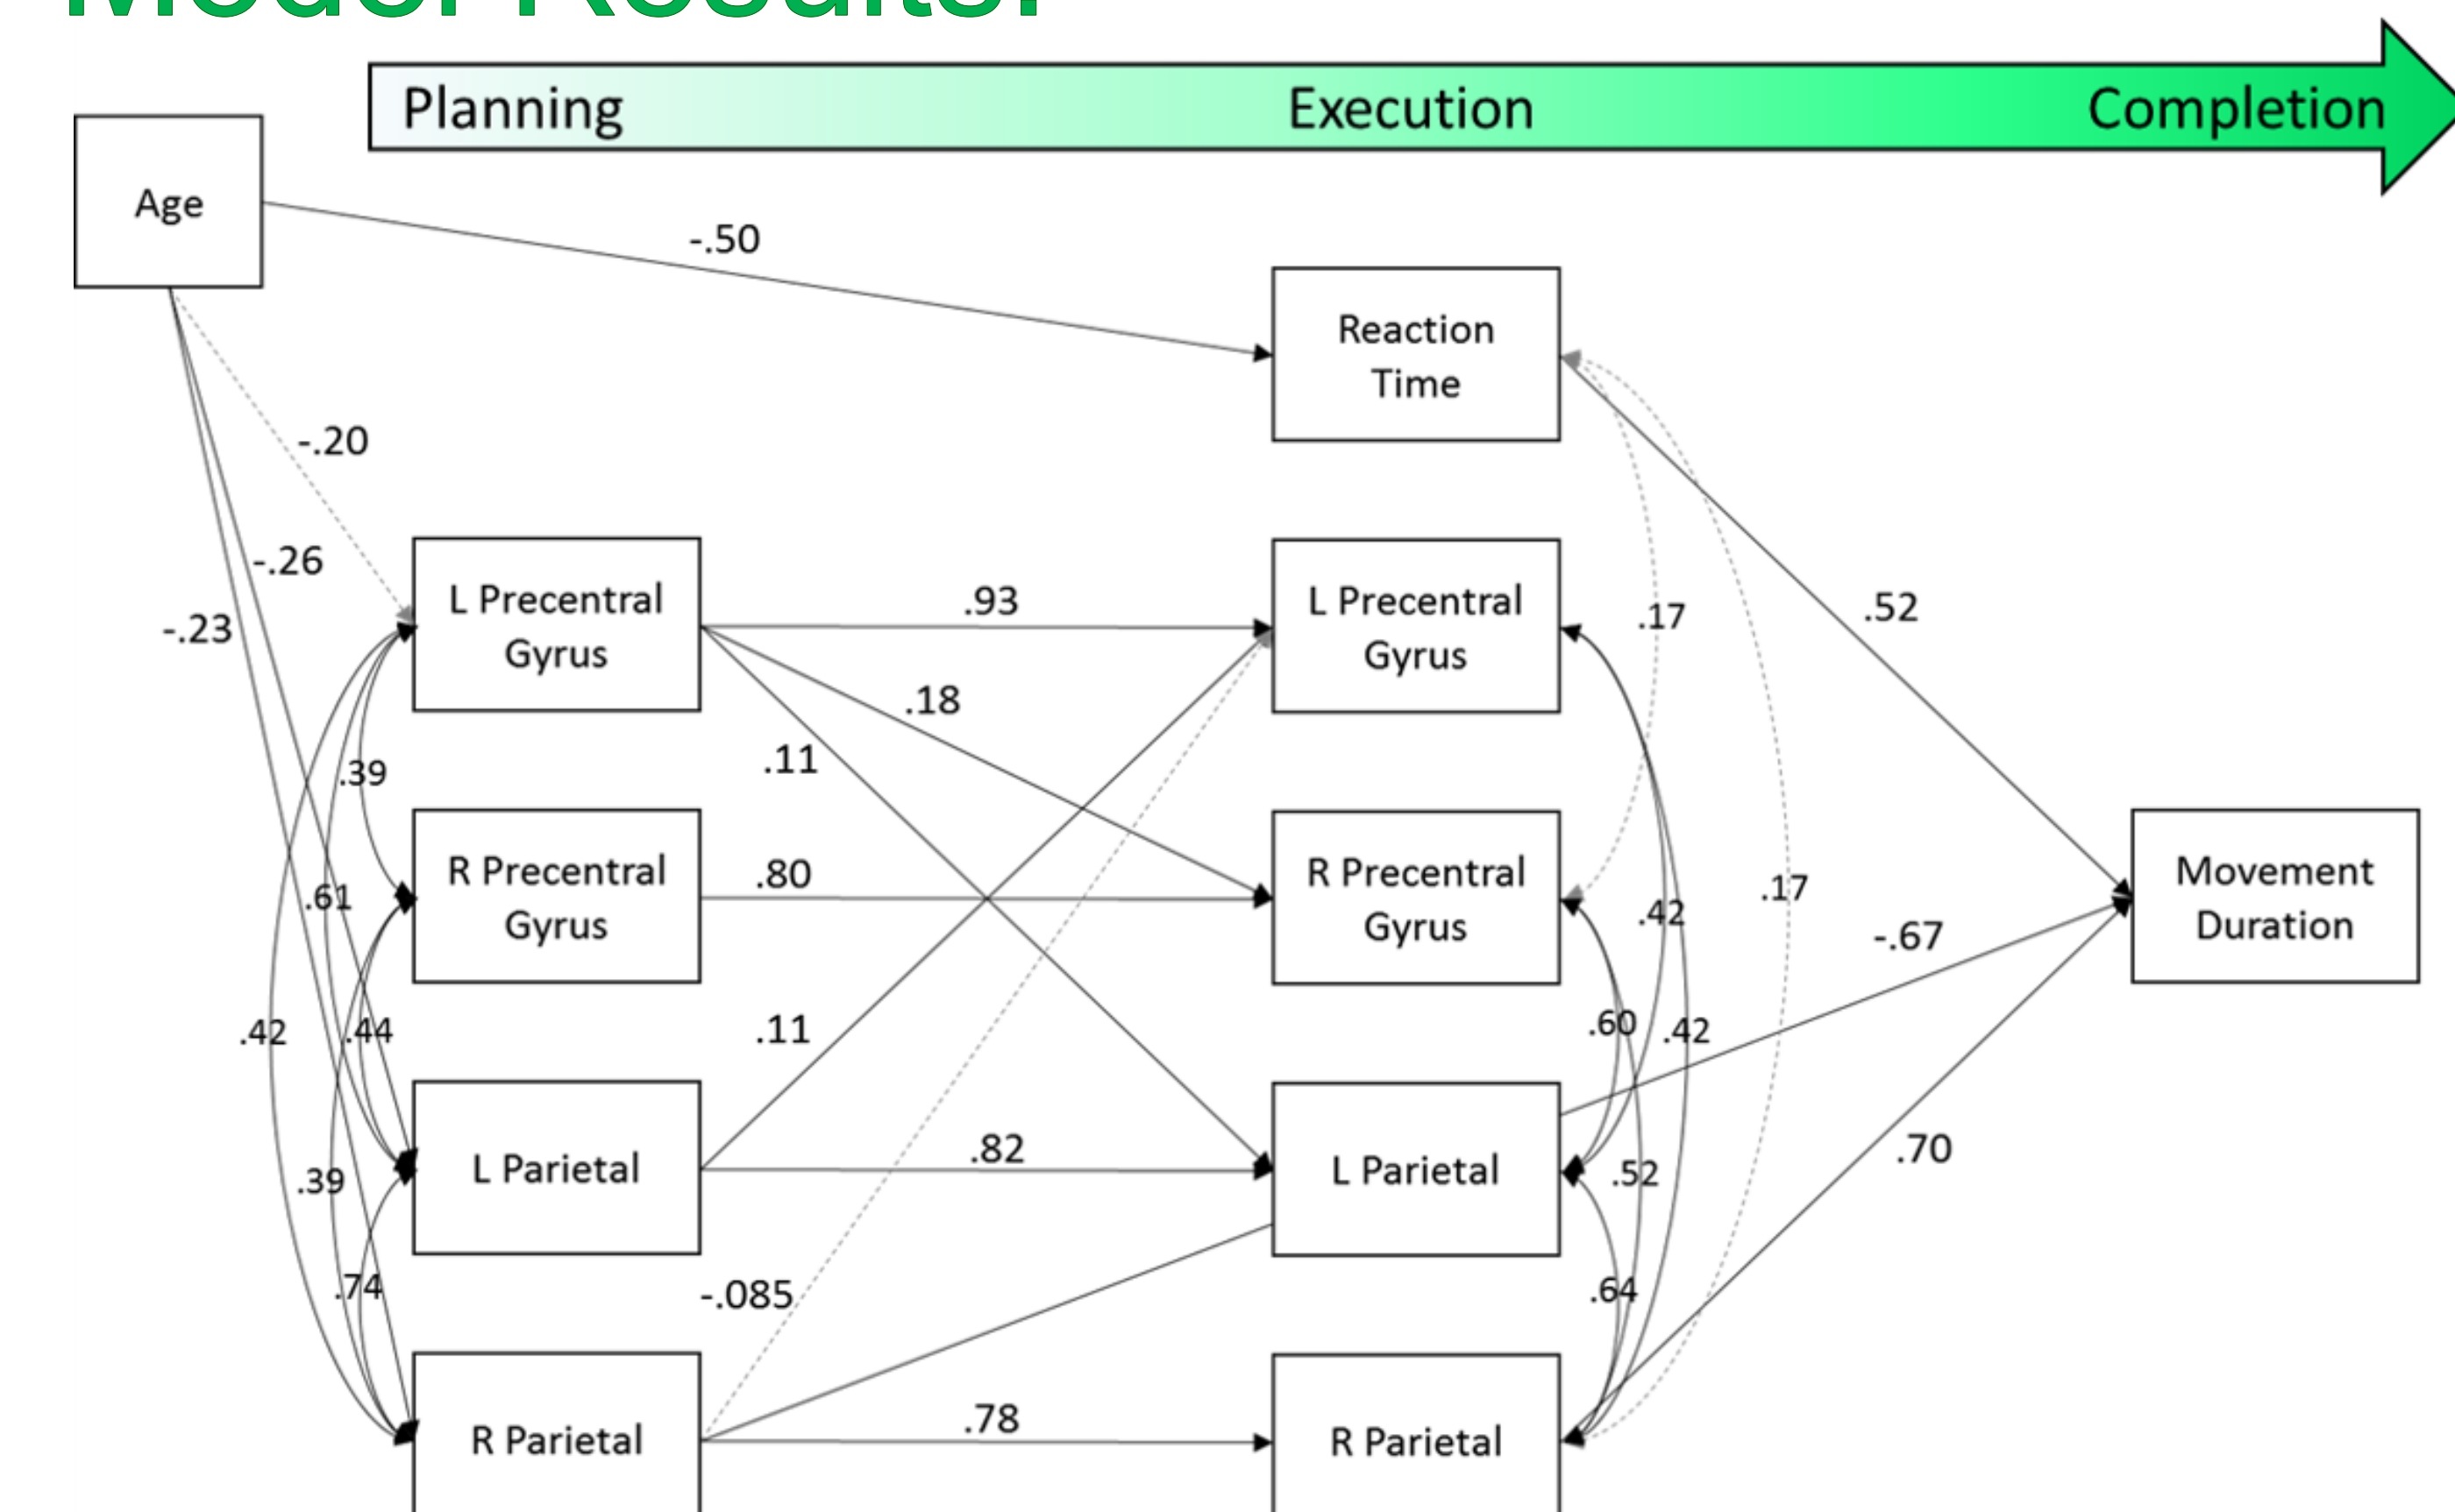 Model Results:
Planning Execution Completion
Age
-.50
Reaction
Time
-.20
-.26
-.23
L Precentral
Gyrus
.93
L Precentral
Gyrus
.17
.52
.18
.11
.39
R Precentral
Gyrus
.80
R Precentral
Gyrus
.61
.42
.17
Movement
Duration
-.67
.42
.44
.11
.60
.42
L Parietal
.82
L Parietal
.39
.52
.70
.74
-.085
.64
R Parietal
.78
R Parietal